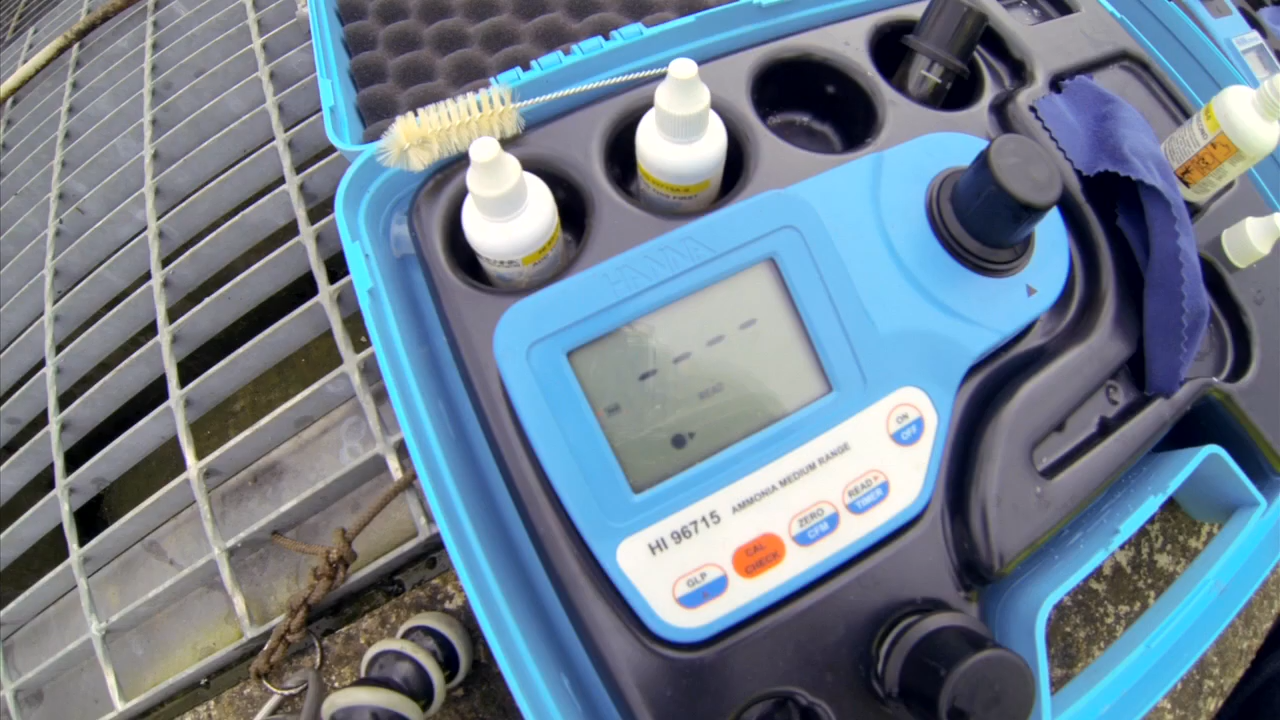 HANNA
- - - -
READ
HI 96715 AMMONIA MEDIUM RANGE
ON
OFF
READ
TIMER
ZERO
CFM
CAL
CHECK
GLP